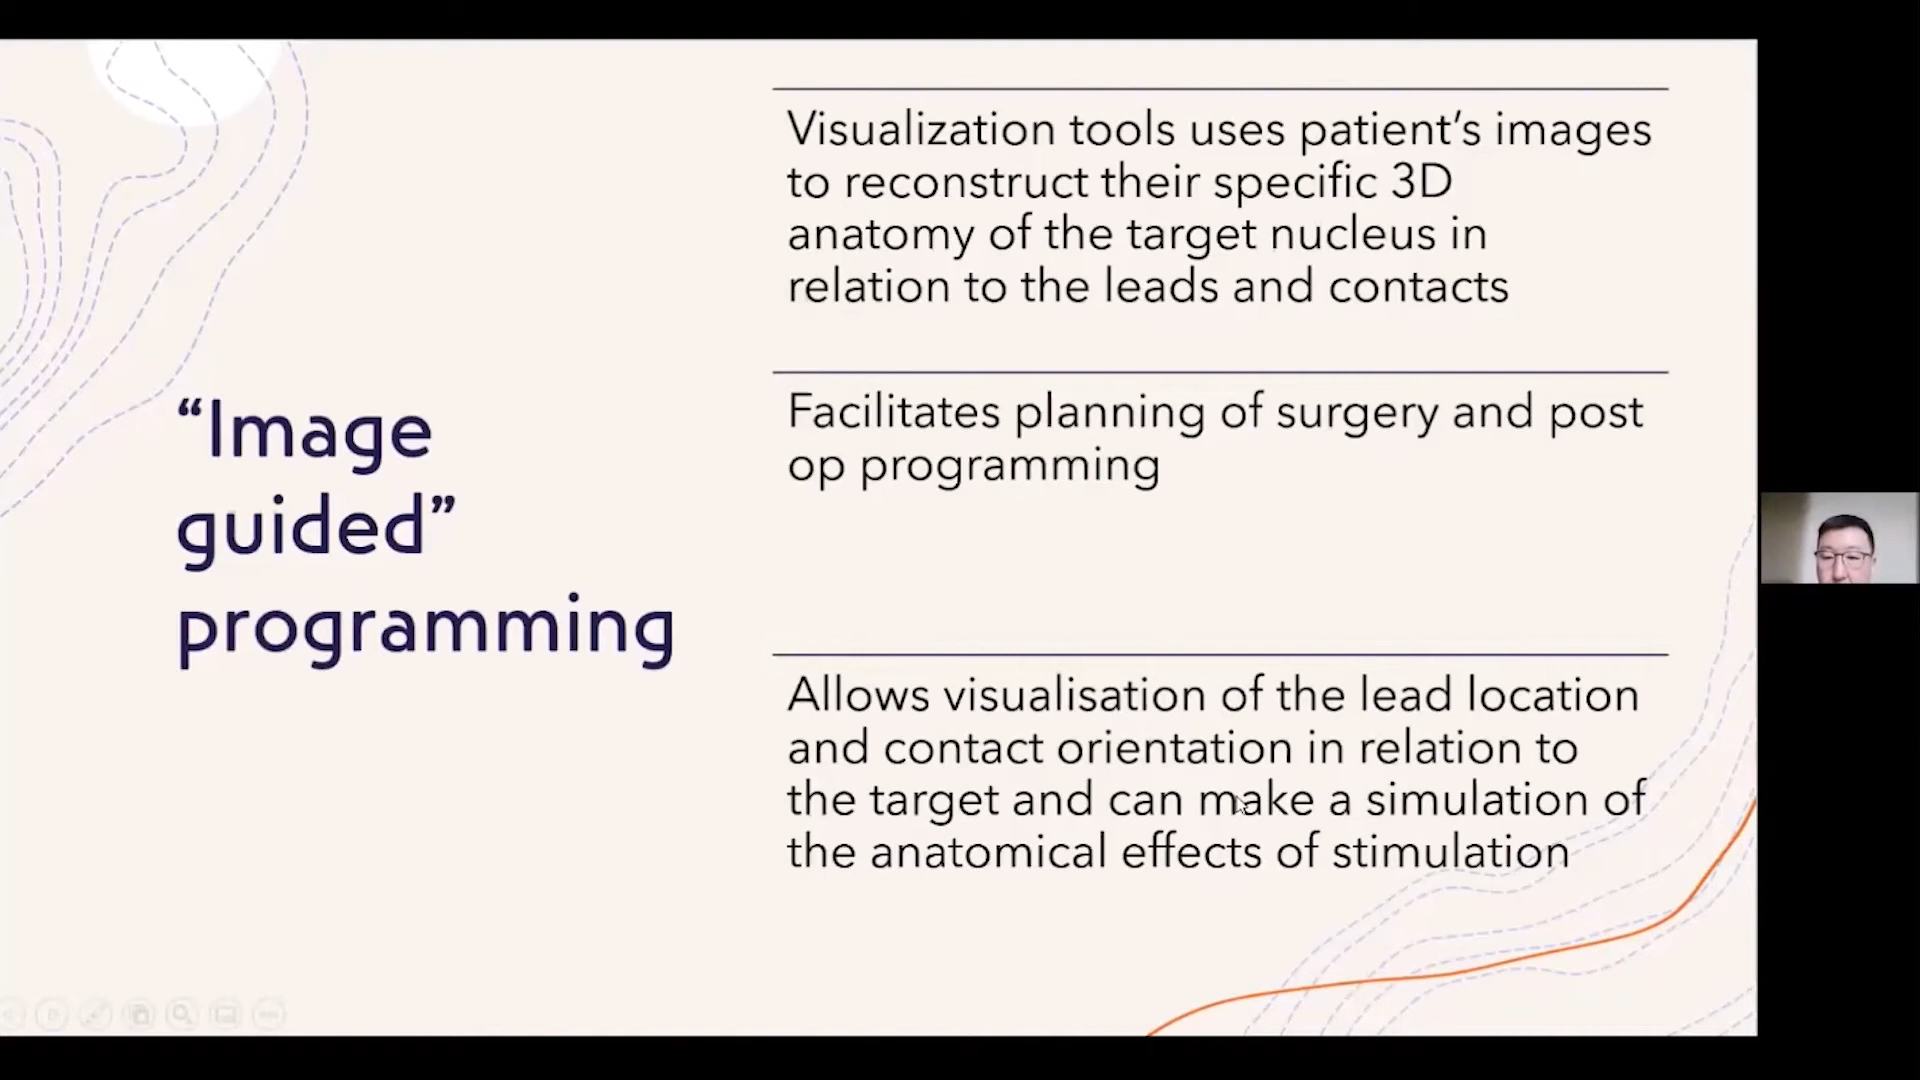 “Image
guided”
programming
Visualization tools uses patient’s images
to reconstruct their specific 3D
anatomy of the target nucleus in
relation to the leads and contacts
Facilitates planning of surgery and post
op programming
Allows visualisation of the lead location
and contact orientation in relation to
the target and can make a simulation of
the anatomical effects of stimulation